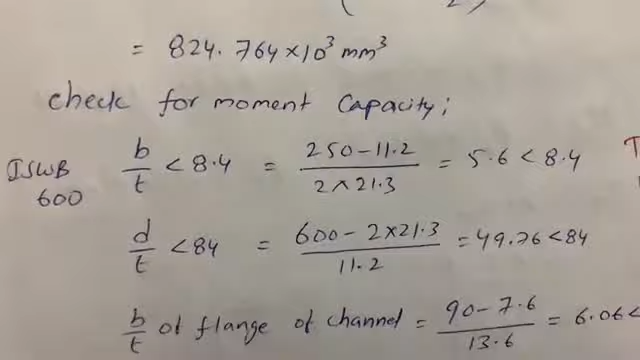 = 824.764×10³ mm³
check for moment capacity;
ISWB 600 b/t < 8.4 = (250-11.2)/(2×21.3) = 5.6 < 8.4
d/t < 84 = (600-2×21.3)/11.2 = 49.76 < 84
b/t of flange of channel = (90-7.6)/13.6 = 6.06 <